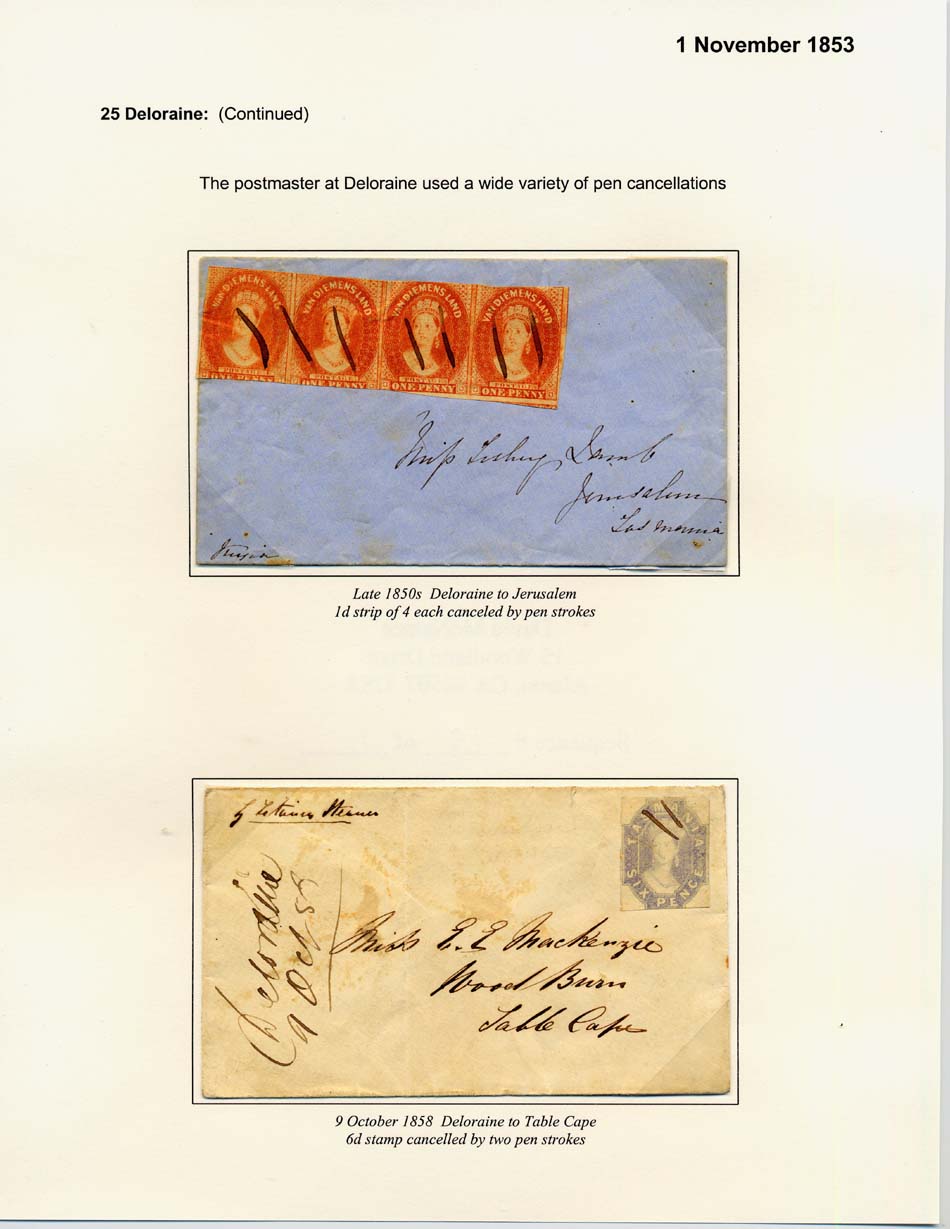 1 November 1853
25 Deloraine: (Continued)
The postmaster at Deloraine used a wide variety of pen cancellations
VAN DIEMENS LAND VAN DIEMENS LAND VAN DIEMENS LAND VAN DIEMENS LAND
POSTAGE POSTAGE POSTAGE POSTAGE
ONE PENNY ONE PENNY ONE PENNY ONE PENNY
Miss Lamb
Jerusalem
Tasmania
Late 1850s Deloraine to Jerusalem
1d strip of 4 each canceled by pen strokes
by Steamer
TASMANIA
SIX PENCE
Deloraine
9 Oct 58
Miss E. E Mackenzie
Wood Burn
Table Cape
9 October 1858 Deloraine to Table Cape
6d stamp cancelled by two pen strokes